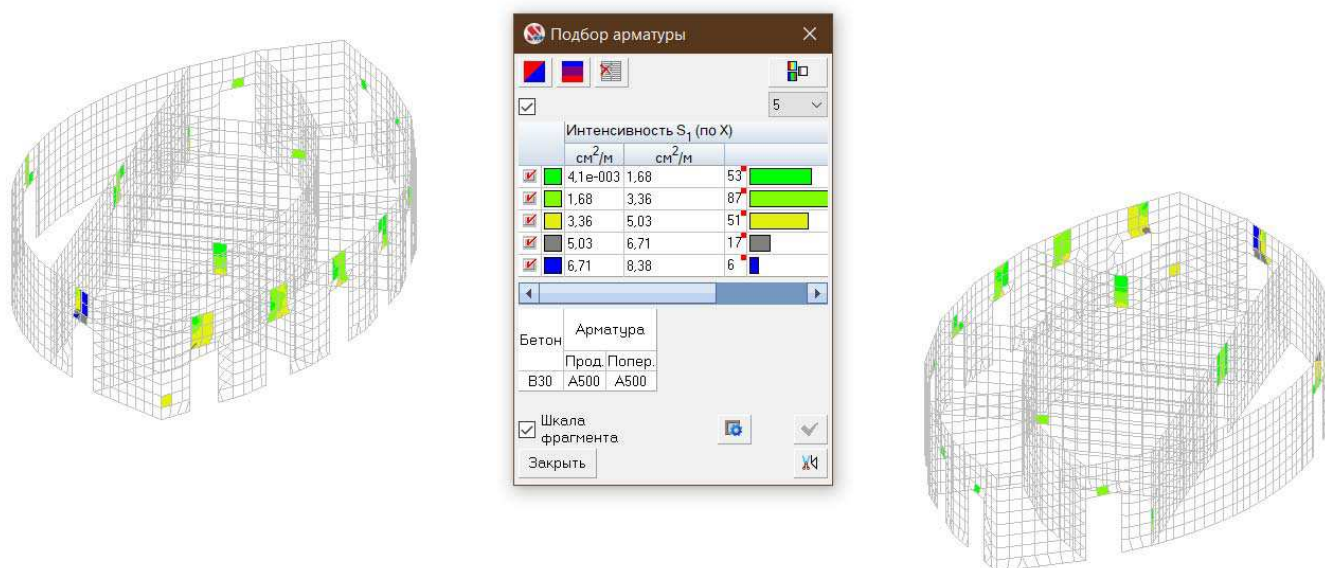 Подбор арматуры
5
Интенсивность S₁ (по X)
см²/м см²/м
4,1e-003 1,68 53
1,68 3,36 87
3,36 5,03 51
5,03 6,71 17
6,71 8,38 6
Бетон Арматура
Прод. Попер.
B30 A500 A500
Шкала
фрагмента
Закрыть